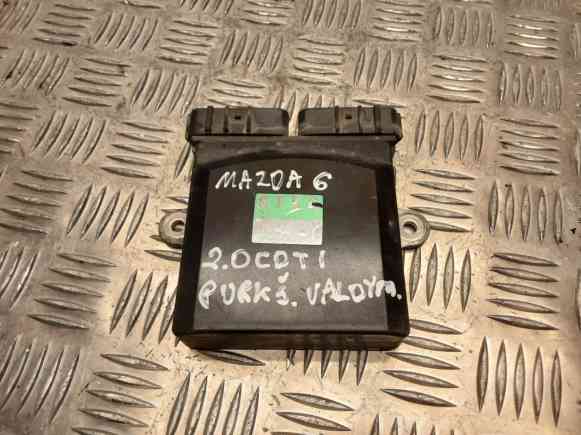 MAZDA 6
2.0CDTI
PURKŠ. VALDYM.